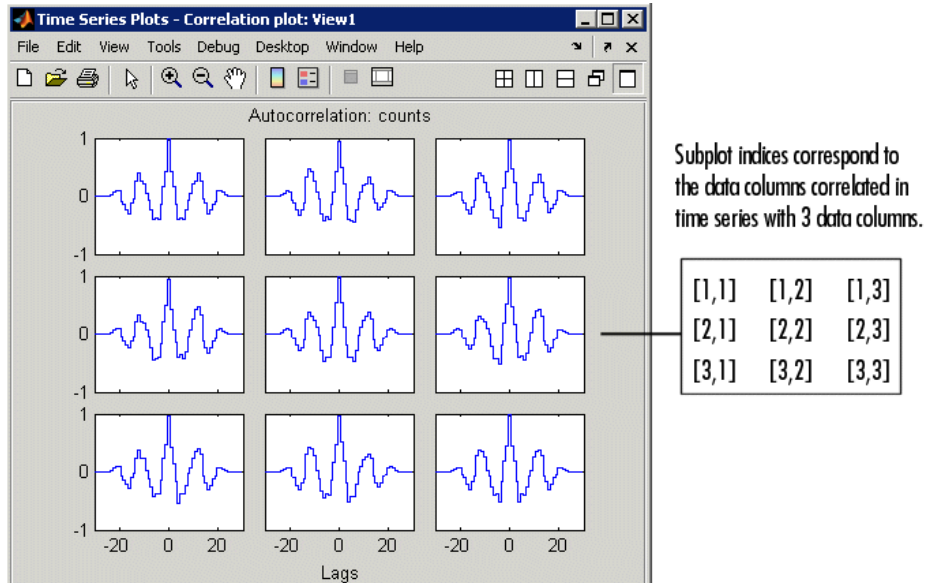 Time Series Plots - Correlation plot: View1
File Edit View Tools Debug Desktop Window Help
Autocorrelation: counts
1
0
-1
1
0
-1
1
0
-1
-20 0 20 -20 0 20 -20 0 20
Lags
Subplot indices correspond to
the data columns correlated in
time series with 3 data columns.
[1,1] [1,2] [1,3]
[2,1] [2,2] [2,3]
[3,1] [3,2] [3,3]